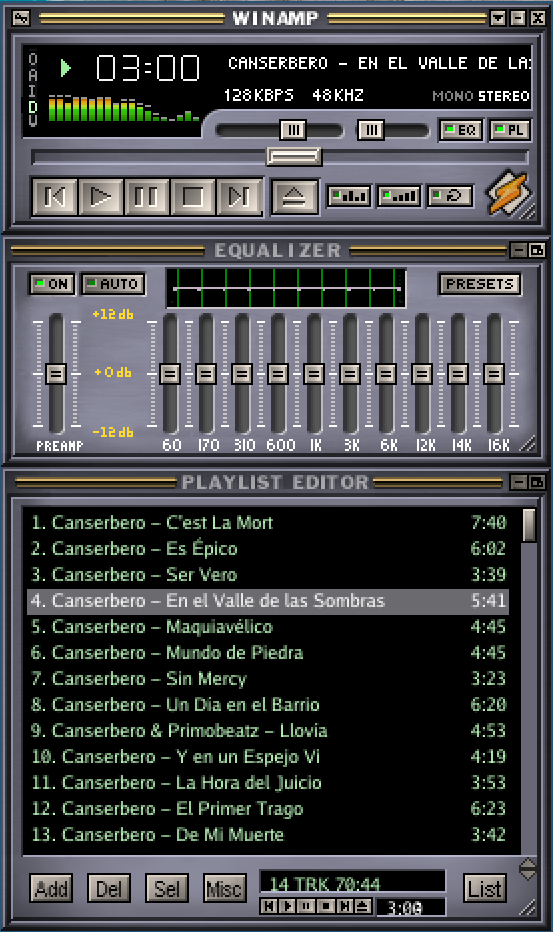 WINAMP
O
A
I
D
V
03:00
CANSERBERO - EN EL VALLE DE LA
128KBPS 48KHZ MONO STEREO
EQ PL
EQUALIZER
ON AUTO PRESETS
+12db
+0db
-12db
PREAMP 60 170 310 600 1K 3K 6K 12K 14K 16K
PLAYLIST EDITOR
1. Canserbero – C'est La Mort 7:40
2. Canserbero – Es Épico 6:02
3. Canserbero – Ser Vero 3:39
4. Canserbero – En el Valle de las Sombras 5:41
5. Canserbero – Maquiavélico 4:45
6. Canserbero – Mundo de Piedra 4:45
7. Canserbero – Sin Mercy 3:23
8. Canserbero – Un Día en el Barrio 6:20
9. Canserbero & Primobeatz – Llovia 4:53
10. Canserbero – Y en un Espejo Vi 4:19
11. Canserbero – La Hora del Juicio 3:53
12. Canserbero – El Primer Trago 6:23
13. Canserbero – De Mi Muerte 3:42
Add Del Sel Misc 14 TRK 70:44 List
3:00